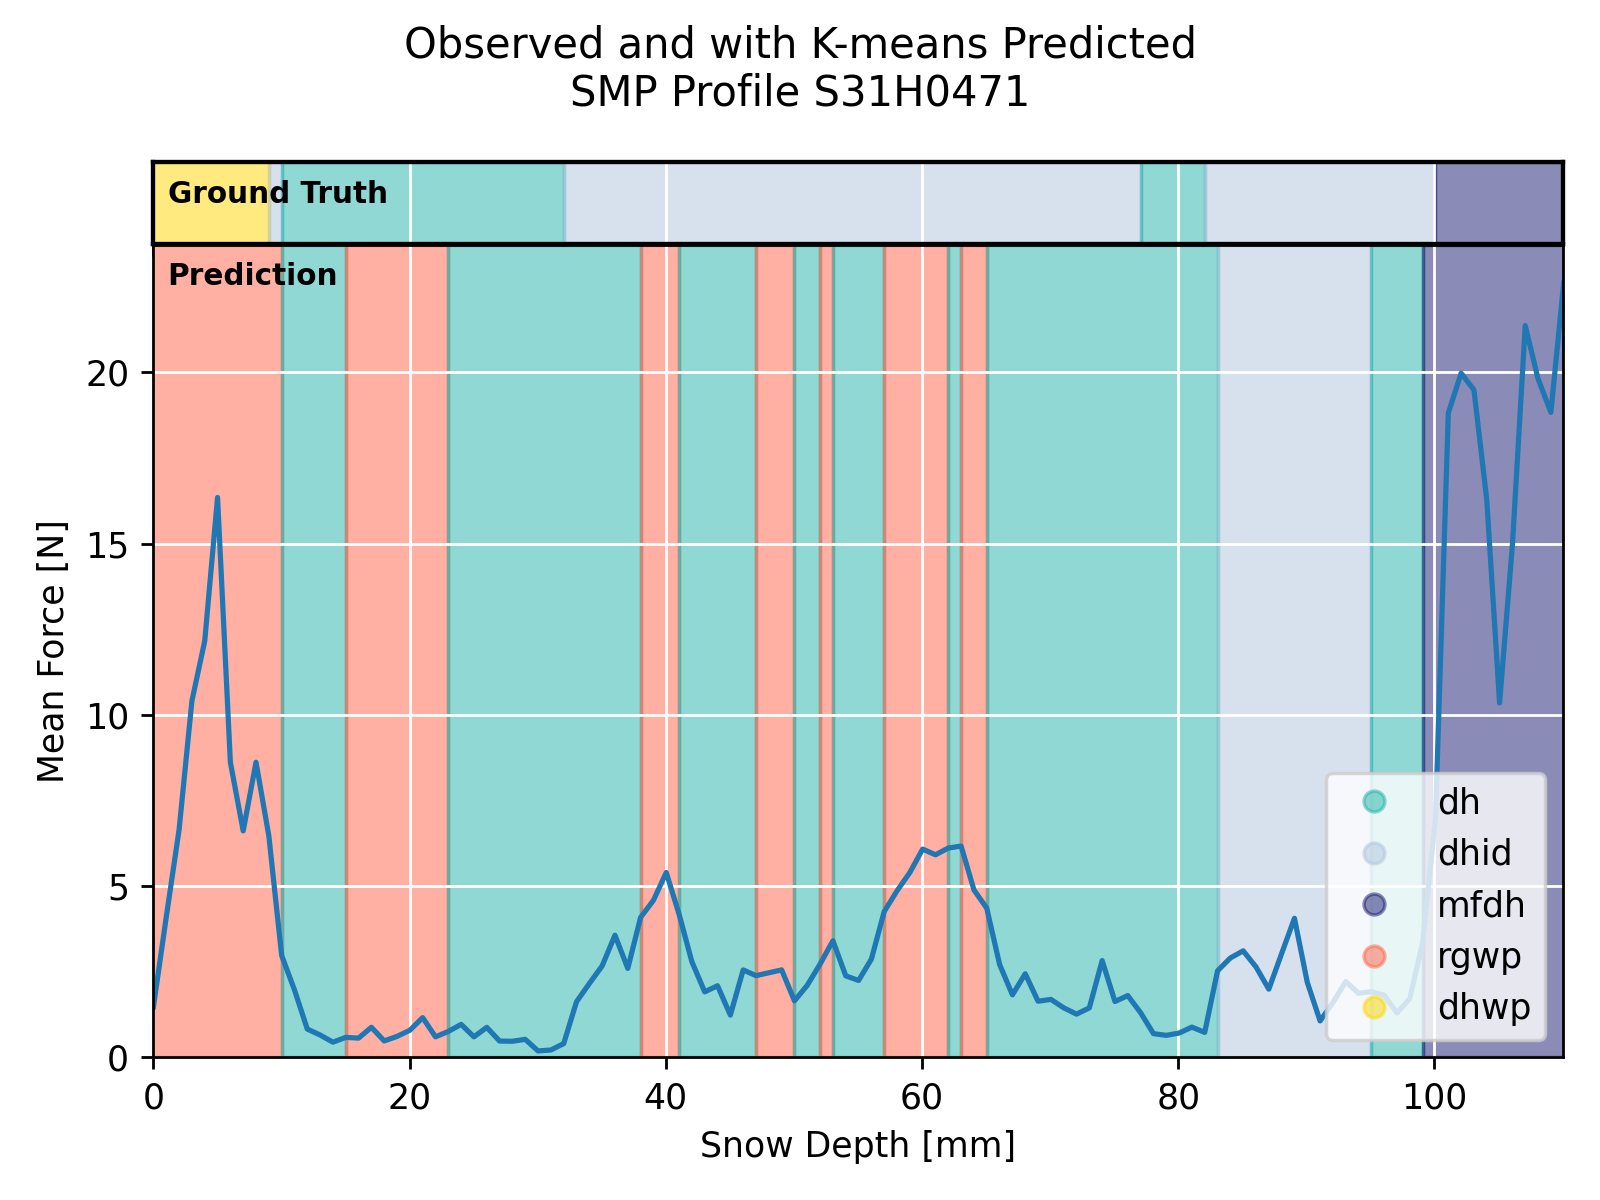 Observed and with K-means Predicted
SMP Profile S31H0471
Ground Truth
Prediction
Mean Force [N]
20
15
10
5
0
dh
dhid
mfdh
rgwp
dhwp
0 20 40 60 80 100
Snow Depth [mm]